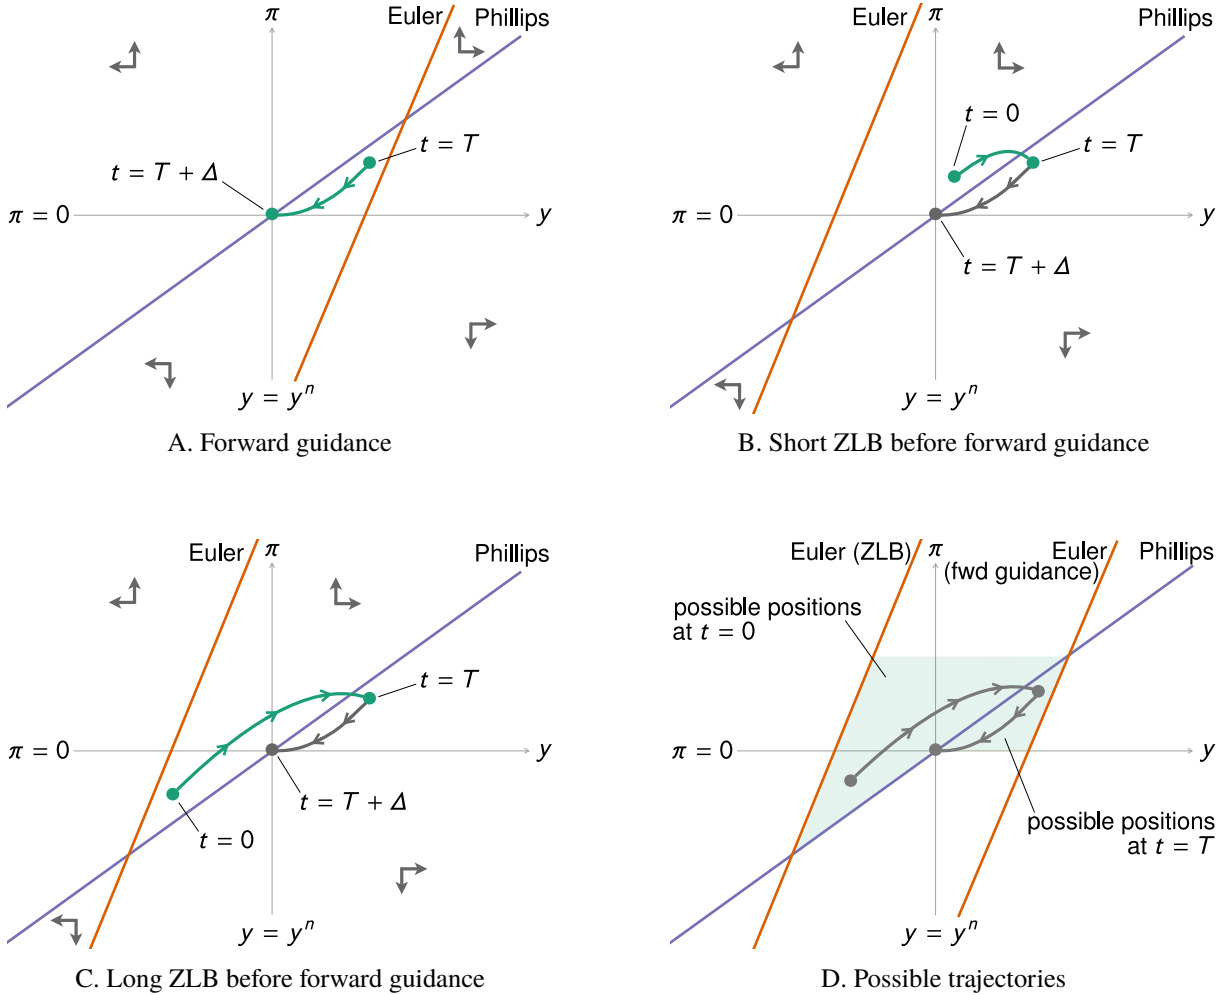 π
Euler
Phillips
t = T
t = T + Δ
π = 0
y
y = yⁿ
A. Forward guidance
Euler
π
Phillips
t = 0
t = T
π = 0
y
t = T + Δ
y = yⁿ
B. Short ZLB before forward guidance
Euler
π
Phillips
t = T
π = 0
y
t = T + Δ
t = 0
y = yⁿ
C. Long ZLB before forward guidance
Euler (ZLB)
π
Euler
(fwd guidance)
Phillips
possible positions
at t = 0
π = 0
y
possible positions
at t = T
y = yⁿ
D. Possible trajectories